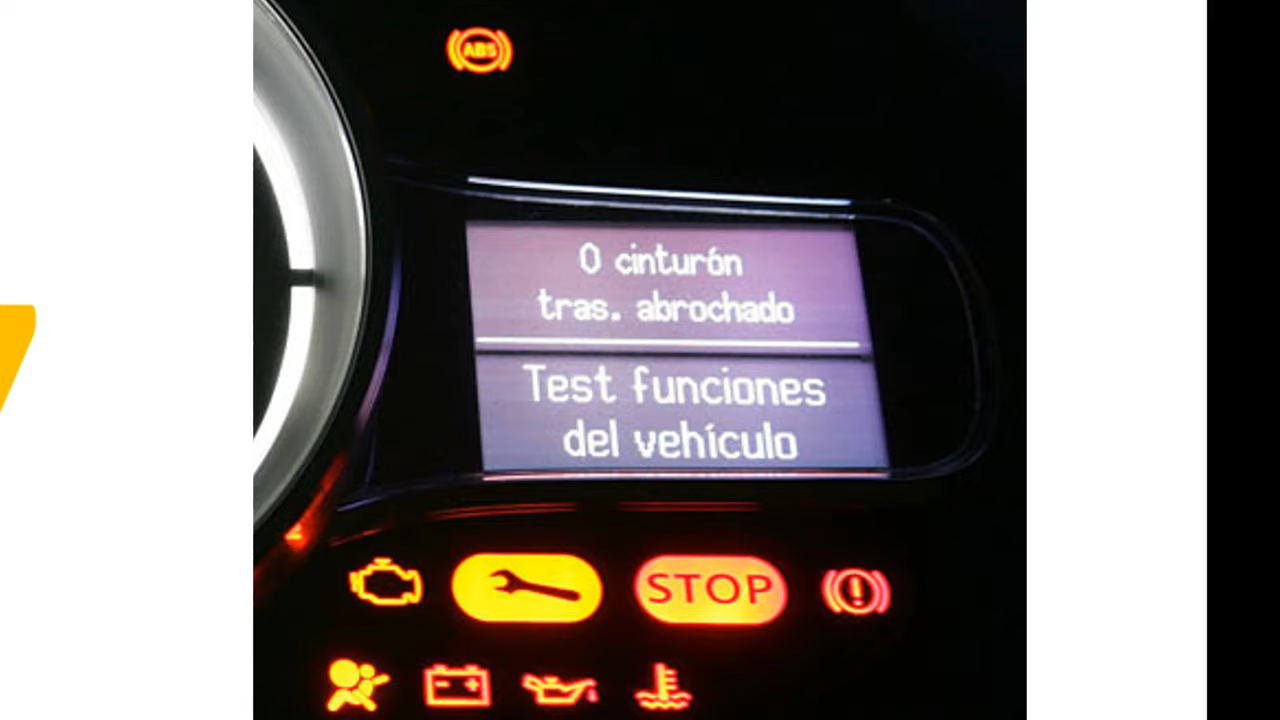 ABS
0 cinturón
tras. abrochado
Test funciones
del vehículo
STOP